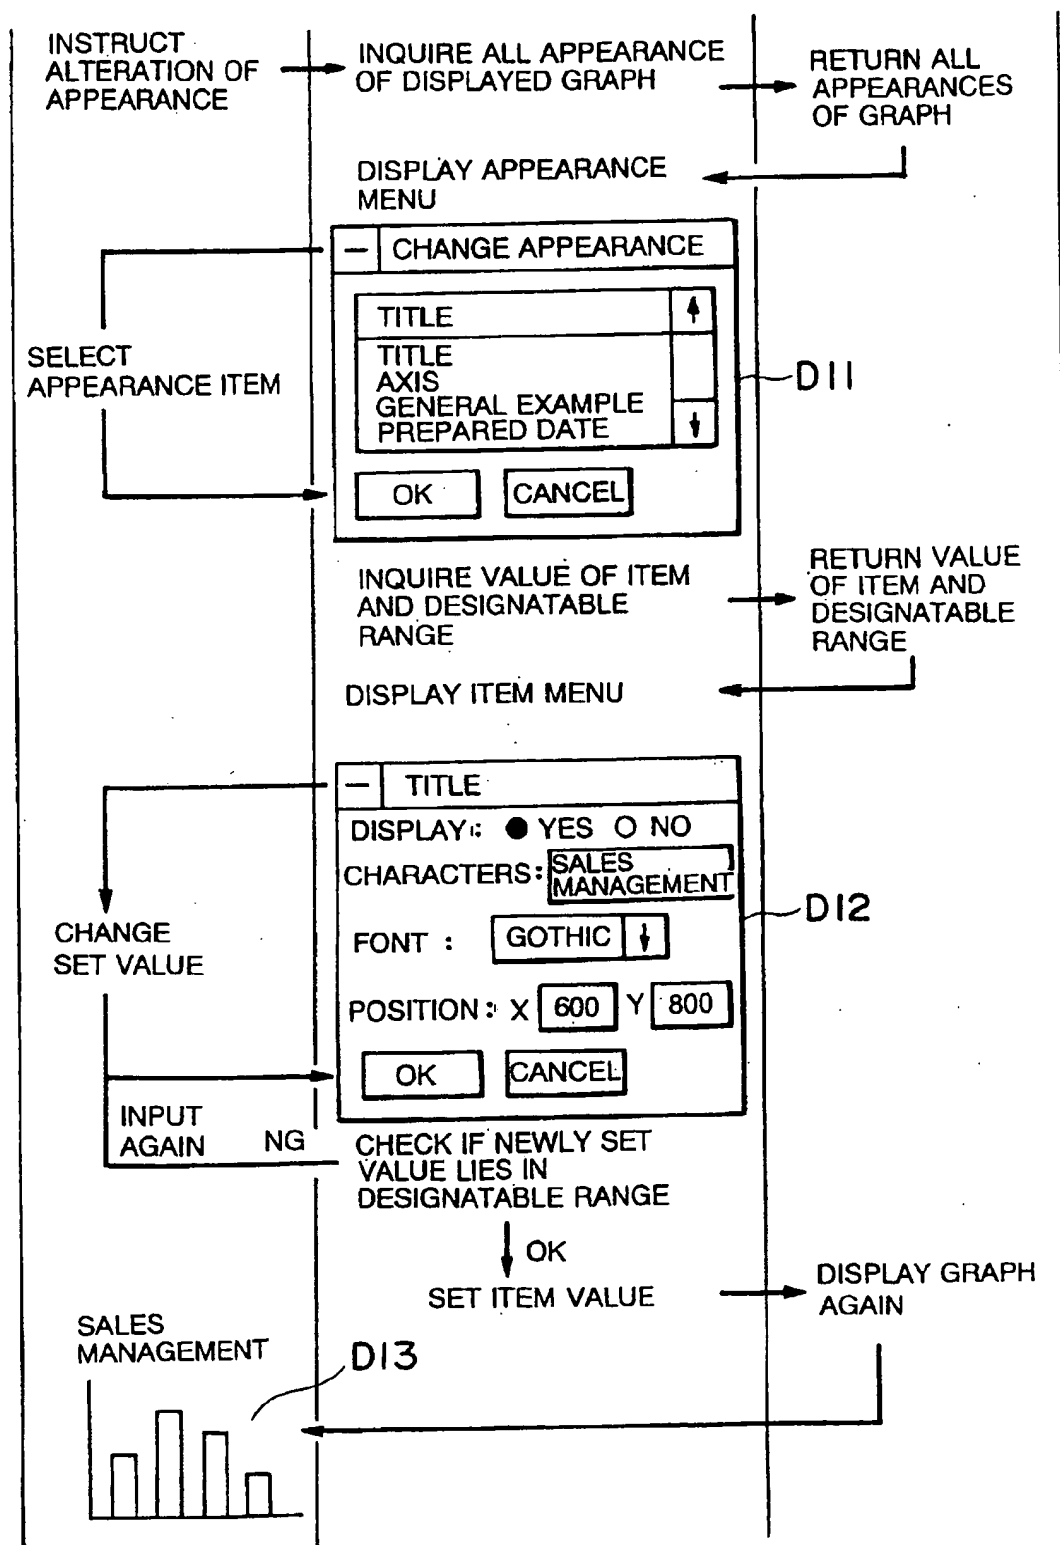 INSTRUCT
ALTERATION OF
APPEARANCE
INQUIRE ALL APPEARANCE
OF DISPLAYED GRAPH
RETURN ALL
APPEARANCES
OF GRAPH
DISPLAY APPEARANCE
MENU
— CHANGE APPEARANCE
TITLE
TITLE
AXIS
GENERAL EXAMPLE
PREPARED DATE
OK CANCEL
D11
SELECT
APPEARANCE ITEM
INQUIRE VALUE OF ITEM
AND DESIGNATABLE
RANGE
RETURN VALUE
OF ITEM AND
DESIGNATABLE
RANGE
DISPLAY ITEM MENU
— TITLE
DISPLAY: ● YES O NO
CHARACTERS: SALES
MANAGEMENT
FONT : GOTHIC
POSITION: X 600 Y 800
OK CANCEL
D12
CHANGE
SET VALUE
INPUT
AGAIN NG
CHECK IF NEWLY SET
VALUE LIES IN
DESIGNATABLE RANGE
OK
SET ITEM VALUE
DISPLAY GRAPH
AGAIN
SALES
MANAGEMENT
D13